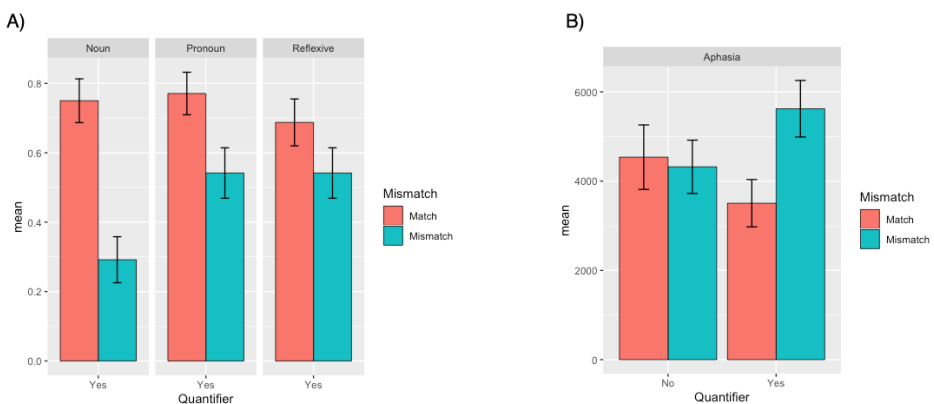 A)
Noun
Pronoun
Reflexive
mean
0.8
0.6
0.4
0.2
0.0
Yes
Yes
Yes
Quantifier
Mismatch
Match
Mismatch
B)
Aphasia
mean
6000
4000
2000
0
No
Yes
Quantifier
Mismatch
Match
Mismatch